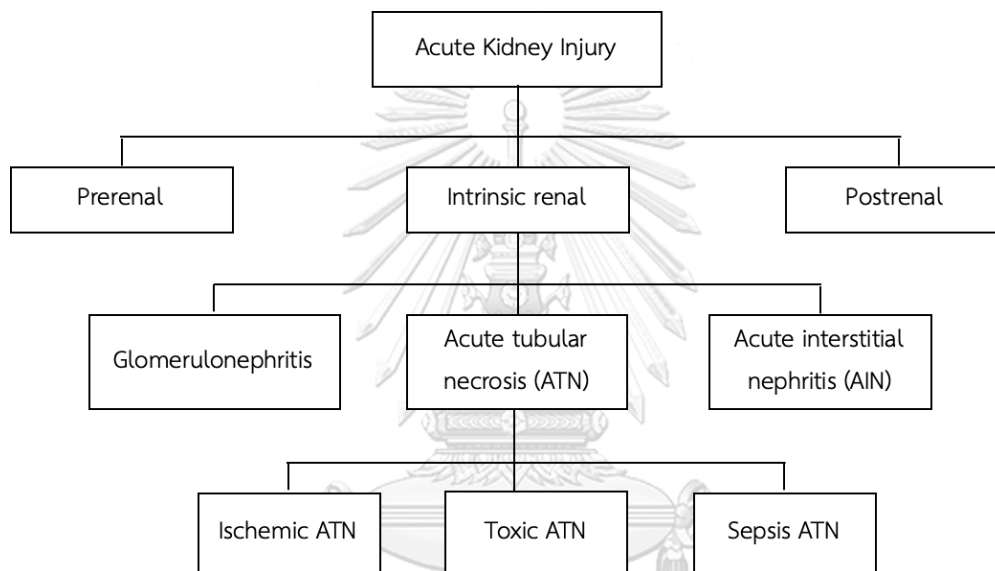 Acute Kidney Injury
Prerenal
Intrinsic renal
Postrenal
Glomerulonephritis
Acute tubular
necrosis (ATN)
Acute interstitial
nephritis (AIN)
Ischemic ATN
Toxic ATN
Sepsis ATN